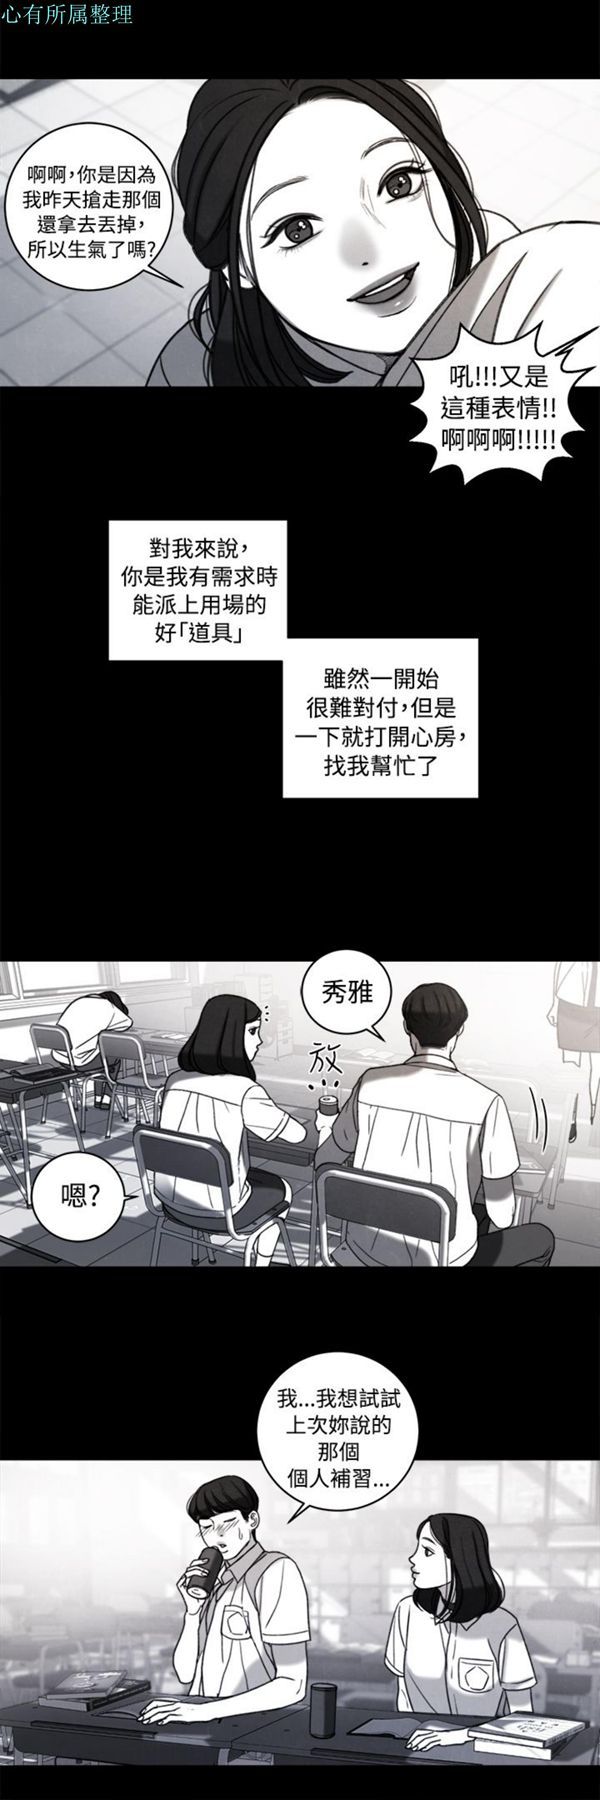 心有所属整理
啊啊，你是因為
我昨天搶走那個
還拿去丟掉，
所以生氣了嗎?
吼!!!又是
這種表情!!
啊啊啊!!!!!
對我來說，
你是我有需求時
能派上用場的
好「道具」
雖然一開始
很難對付，但是
一下就打開心房，
找我幫忙了
秀雅
放
嗯?
我...我想試試
上次妳說的
那個
個人補習...